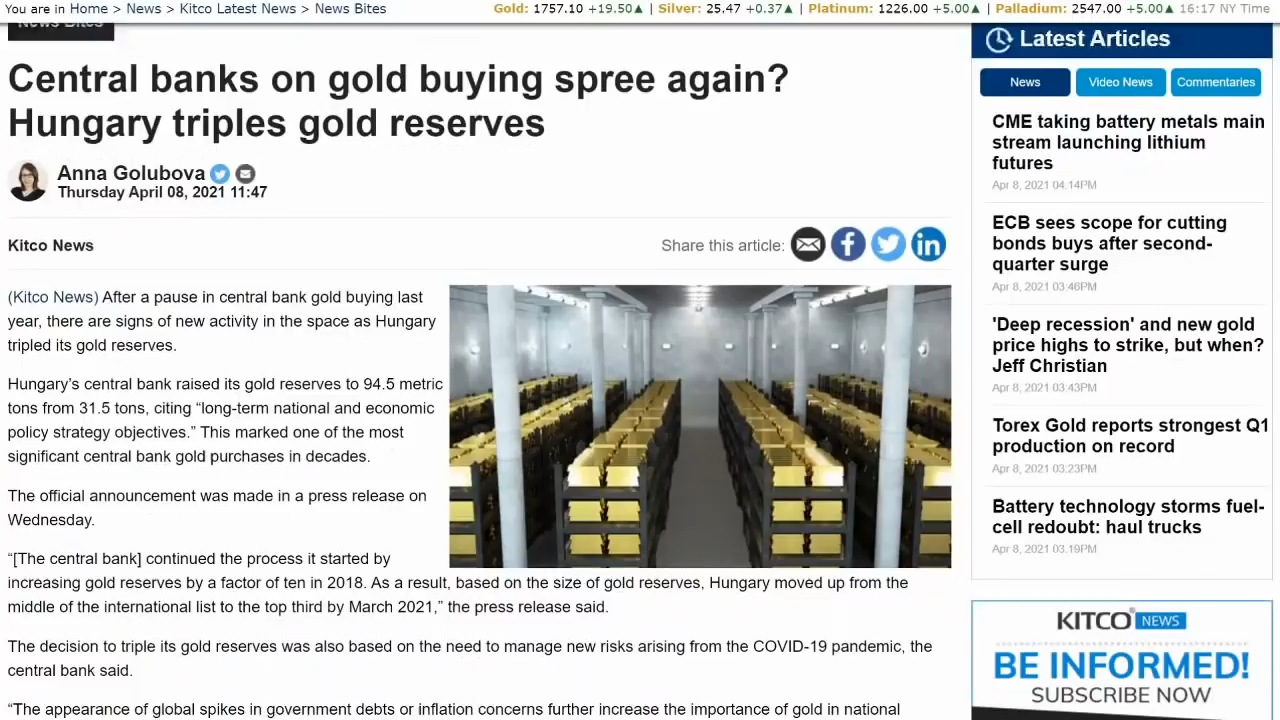 You are in Home > News > Kitco Latest News > News Bites
Gold: 1757.10 +19.50▲ | Silver: 25.47 +0.37▲ | Platinum: 1226.00 +5.00▲ | Palladium: 2547.00 +5.00▲ 16:17 NY Time
News Bites
Central banks on gold buying spree again?
Hungary triples gold reserves
Anna Golubova
Thursday April 08, 2021 11:47
Kitco News
Share this article:
(Kitco News) After a pause in central bank gold buying last
year, there are signs of new activity in the space as Hungary
tripled its gold reserves.
Hungary's central bank raised its gold reserves to 94.5 metric
tons from 31.5 tons, citing “long-term national and economic
policy strategy objectives.” This marked one of the most
significant central bank gold purchases in decades.
The official announcement was made in a press release on
Wednesday.
“[The central bank] continued the process it started by
increasing gold reserves by a factor of ten in 2018. As a result, based on the size of gold reserves, Hungary moved up from the
middle of the international list to the top third by March 2021,” the press release said.
The decision to triple its gold reserves was also based on the need to manage new risks arising from the COVID-19 pandemic, the
central bank said.
“The appearance of global spikes in government debts or inflation concerns further increase the importance of gold in national
Latest Articles
News
Video News
Commentaries
CME taking battery metals main
stream launching lithium
futures
Apr 8, 2021 04:14PM
ECB sees scope for cutting
bonds buys after second-
quarter surge
Apr 8, 2021 03:46PM
'Deep recession' and new gold
price highs to strike, but when?
Jeff Christian
Apr 8, 2021 03:43PM
Torex Gold reports strongest Q1
production on record
Apr 8, 2021 03:23PM
Battery technology storms fuel-
cell redoubt: haul trucks
Apr 8, 2021 03:19PM
KITCO® NEWS
BE INFORMED!
SUBSCRIBE NOW